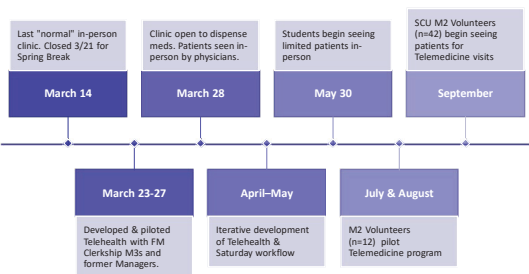 Last "normal" in-person
clinic. Closed 3/21 for
Spring Break
March 14
Clinic open to dispense
meds. Patients seen in-
person by physicians.
March 28
Students begin seeing
limited patients in-
person
May 30
SCU M2 Volunteers
(n=42) begin seeing
patients for
Telemedicine visits
September
March 23-27
Developed & piloted
Telehealth with FM
Clerkship M3s and
former Managers.
April–May
Iterative development
of Telehealth &
Saturday workflow
July & August
M2 Volunteers
(n=12) pilot
Telemedicine program